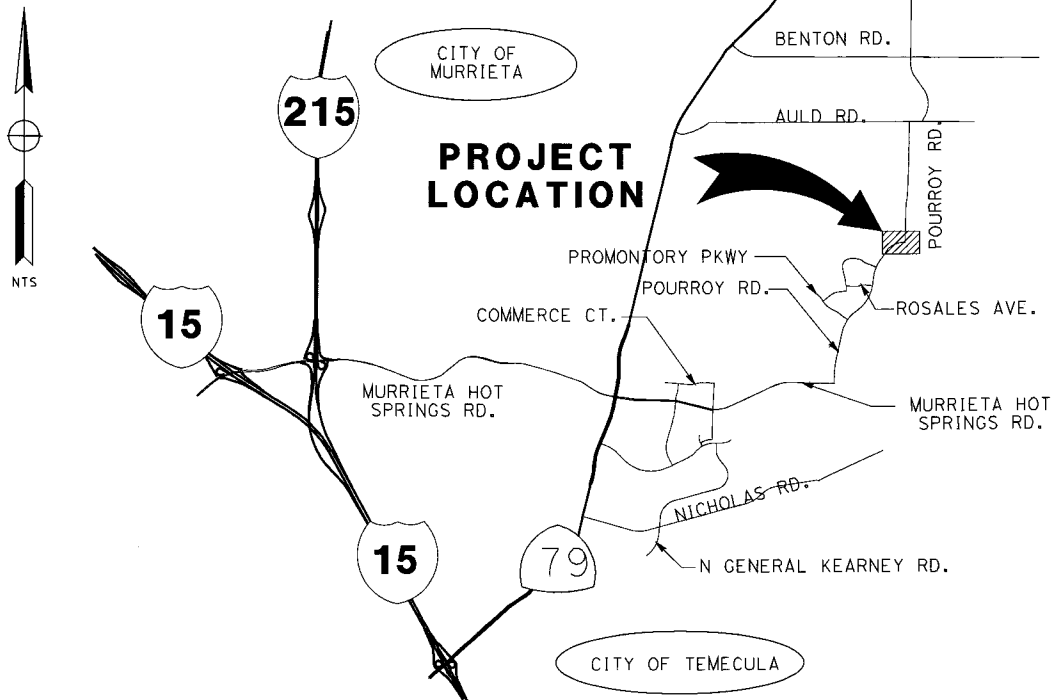 CITY OF
MURRIETA
BENTON RD.
215
AULD RD.
PROJECT
LOCATION
POURROY RD.
NTS
PROMONTORY PKWY
POURROY RD.
ROSALES AVE.
COMMERCE CT.
15
MURRIETA HOT
SPRINGS RD.
MURRIETA HOT
SPRINGS RD.
NICHOLAS RD.
15
79
N GENERAL KEARNEY RD.
CITY OF TEMECULA